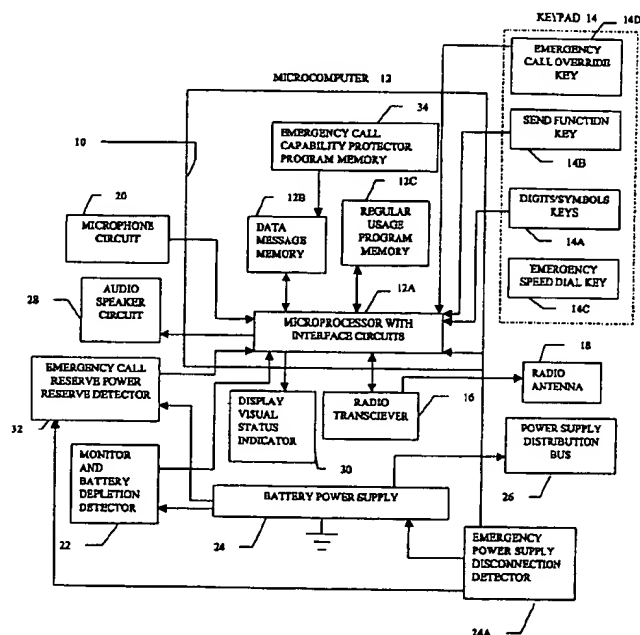 KEYPAD 14
14D
EMERGENCY
CALL OVERRIDE
KEY
MICROCOMPUTER 12
34
10
EMERGENCY CALL
CAPABILITY PROTECTOR
PROGRAM MEMORY
SEND FUNCTION
KEY
14B
20
MICROPHONE
CIRCUIT
12B
DATA
MESSAGE
MEMORY
12C
REGULAR
USAGE
PROGRAM
MEMORY
DIGITS/SYMBOLS
KEYS
14A
28
AUDIO
SPEAKER
CIRCUIT
12A
MICROPROCESSOR WITH
INTERFACE CIRCUITS
EMERGENCY
SPEED DIAL KEY
14C
EMERGENCY CALL
RESERVE POWER
RESERVE DETECTOR
32
DISPLAY
VISUAL
STATUS
INDICATOR
30
RADIO
TRANSCIEVER
16
18
RADIO
ANTENNA
MONITOR
AND
BATTERY
DEPLETION
DETECTOR
22
BATTERY POWER SUPPLY
24
POWER SUPPLY
DISTRIBUTION
BUS
26
EMERGENCY
POWER SUPPLY
DISCONNECTION
DETECTOR
24A